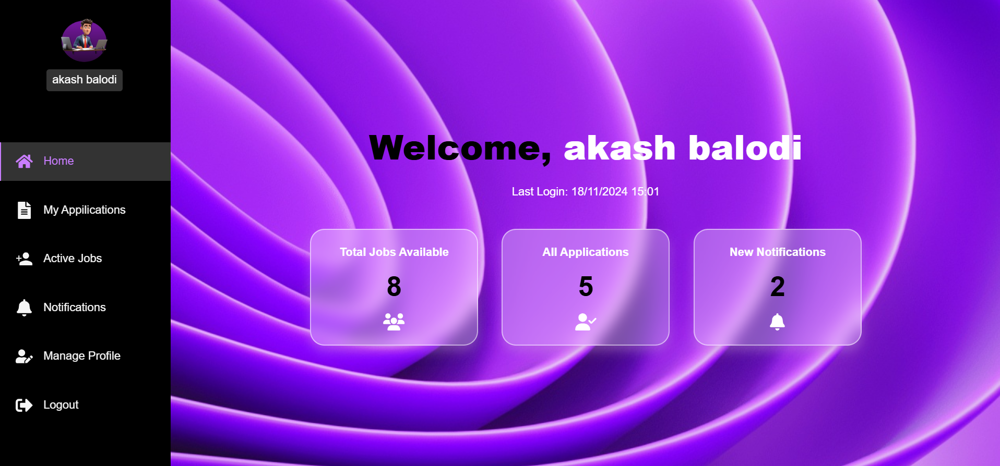 akash balodi
Home
My Appilications
Active Jobs
Notifications
Manage Profile
Logout
Welcome, akash balodi
Last Login: 18/11/2024 15:01
Total Jobs Available
8
All Applications
5
New Notifications
2